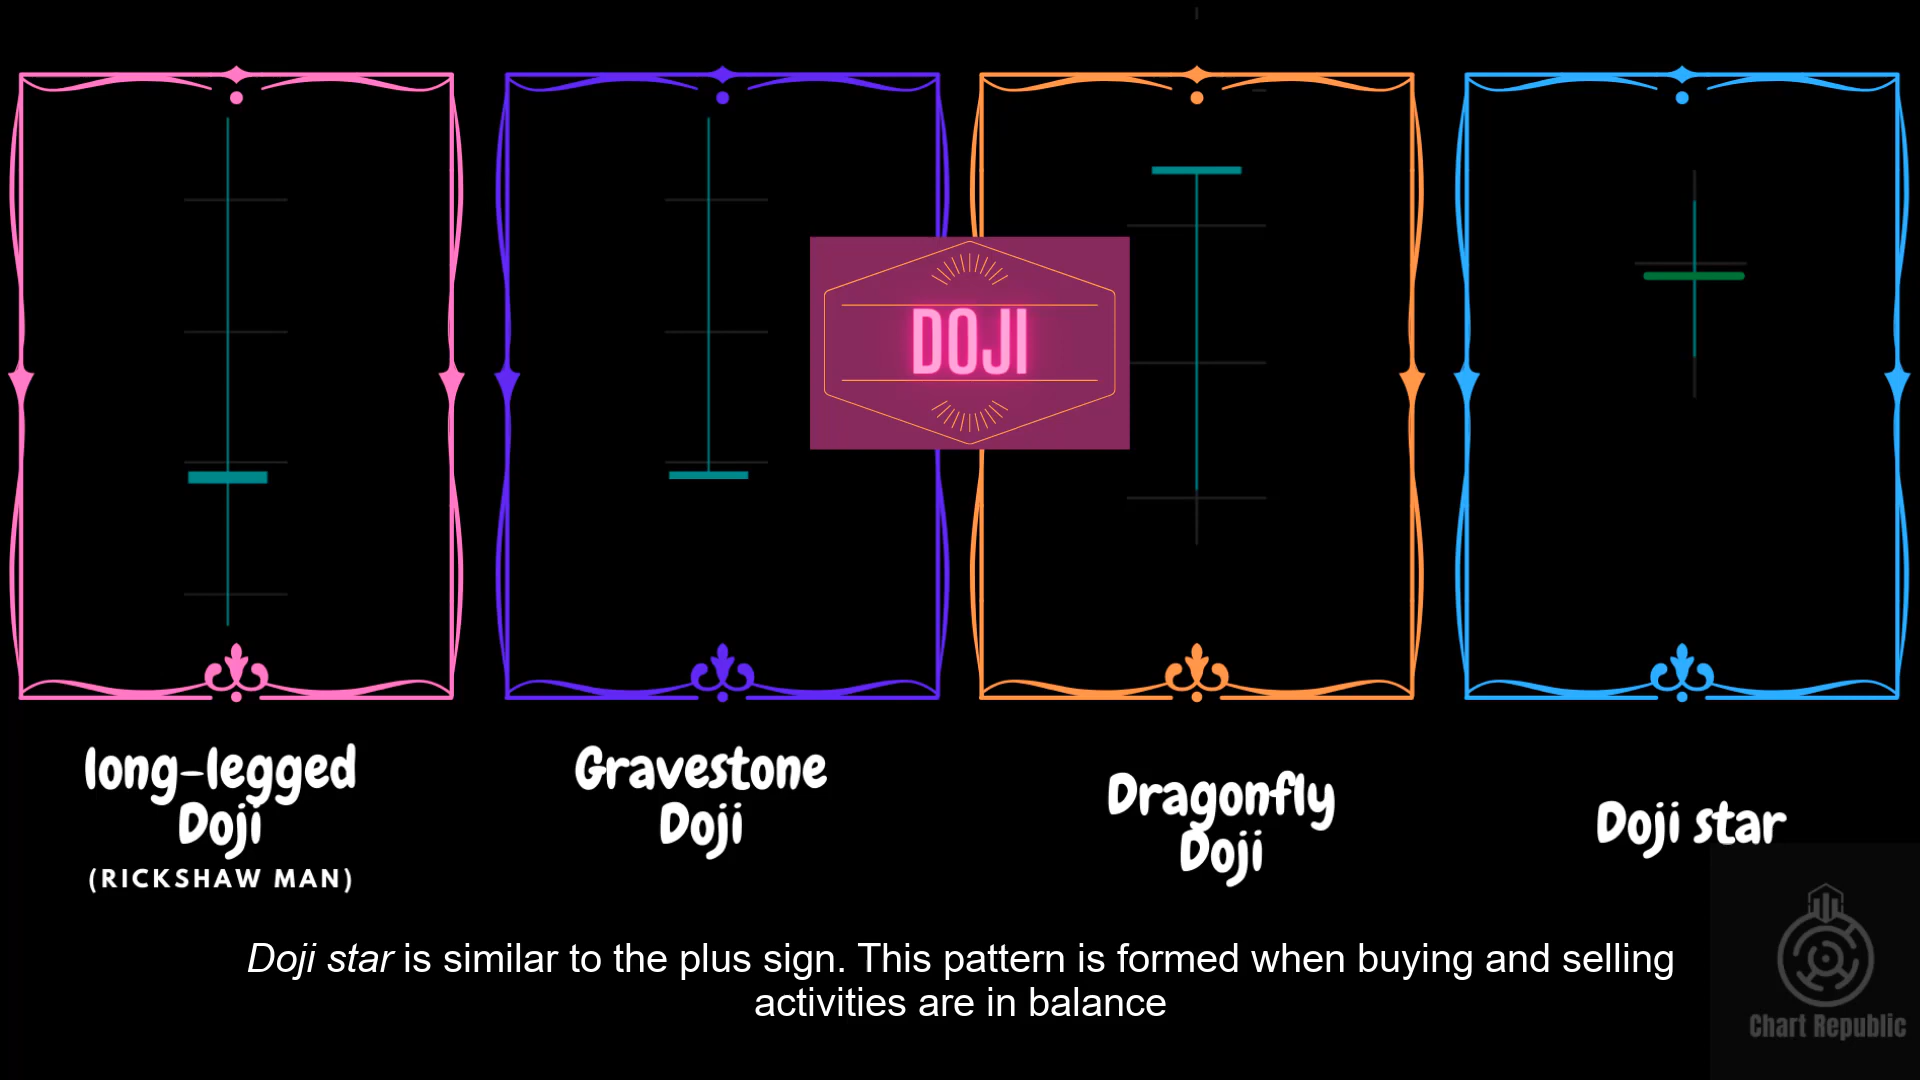 DOJI
long-legged
Doji
(RICKSHAW MAN)
Gravestone
Doji
Dragonfly
Doji
Doji star
Doji star is similar to the plus sign. This pattern is formed when buying and selling
activities are in balance
Chart Republic